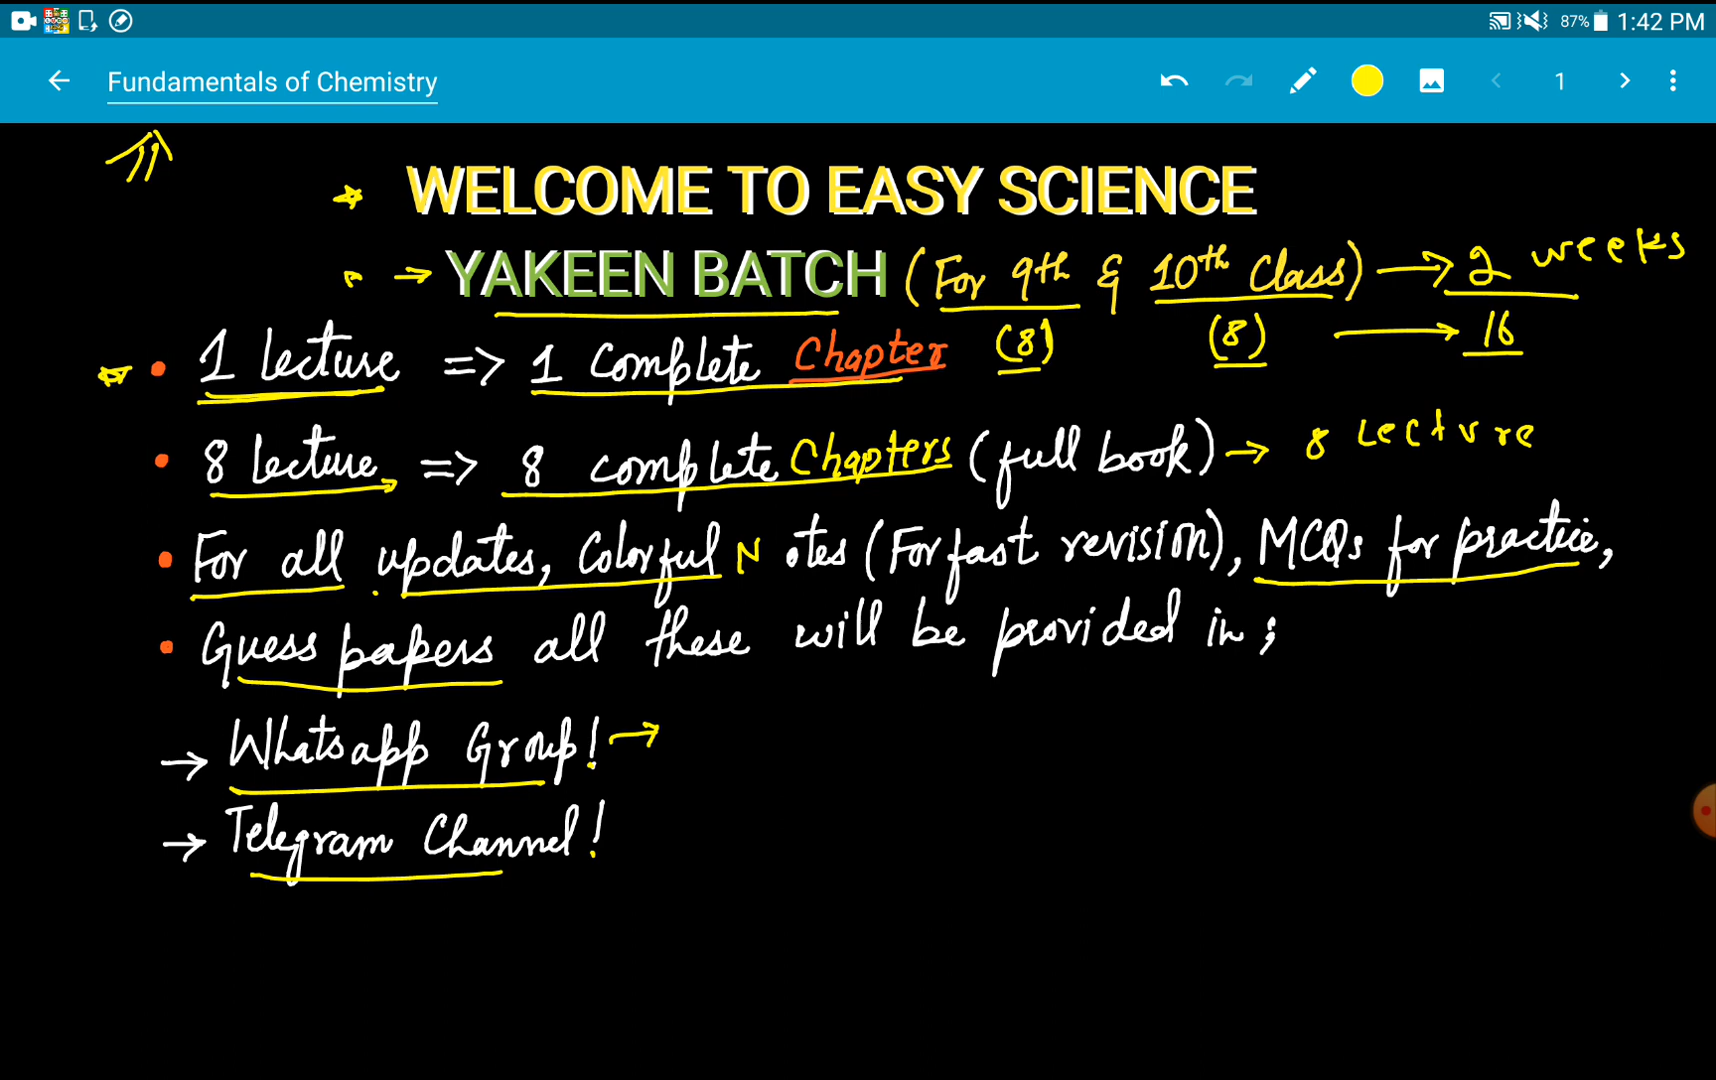 87% 1:42 PM
Fundamentals of Chemistry 1
WELCOME TO EASY SCIENCE
→ YAKEEN BATCH (For 9th & 10th Class) → 2 weeks
(8) (8) → 16
• 1 lecture => 1 complete Chapter
• 8 lecture => 8 complete Chapters (full book) → 8 Lecture
• For all updates, Colorful Notes (For fast revision), MCQs for practice,
• Guess papers all these will be provided in ;
→ Whatsapp Group! →
→ Telegram Channel!